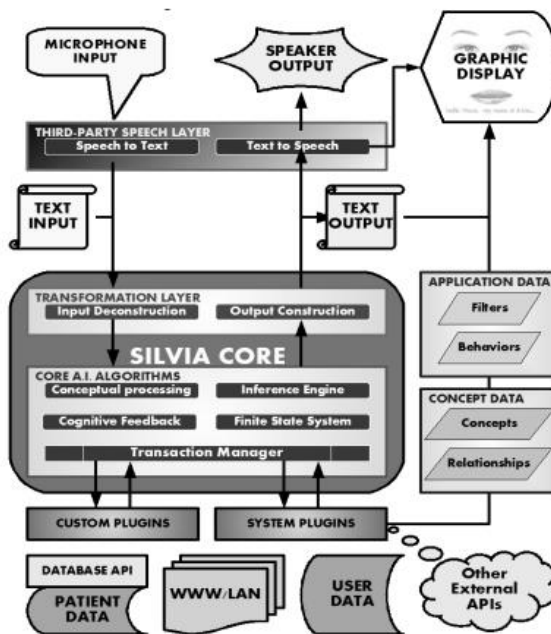 MICROPHONE
INPUT
SPEAKER
OUTPUT
GRAPHIC
DISPLAY
THIRD-PARTY SPEECH LAYER
Speech to Text
Text to Speech
TEXT
INPUT
TEXT
OUTPUT
TRANSFORMATION LAYER
Input Deconstruction
Output Construction
SILVIA CORE
CORE A.I. ALGORITHMS
Conceptual processing
Inference Engine
Cognitive Feedback
Finite State System
Transaction Manager
APPLICATION DATA
Filters
Behaviors
CONCEPT DATA
Concepts
Relationships
CUSTOM PLUGINS
SYSTEM PLUGINS
DATABASE API
PATIENT
DATA
WWW/LAN
USER
DATA
Other
External
APIs